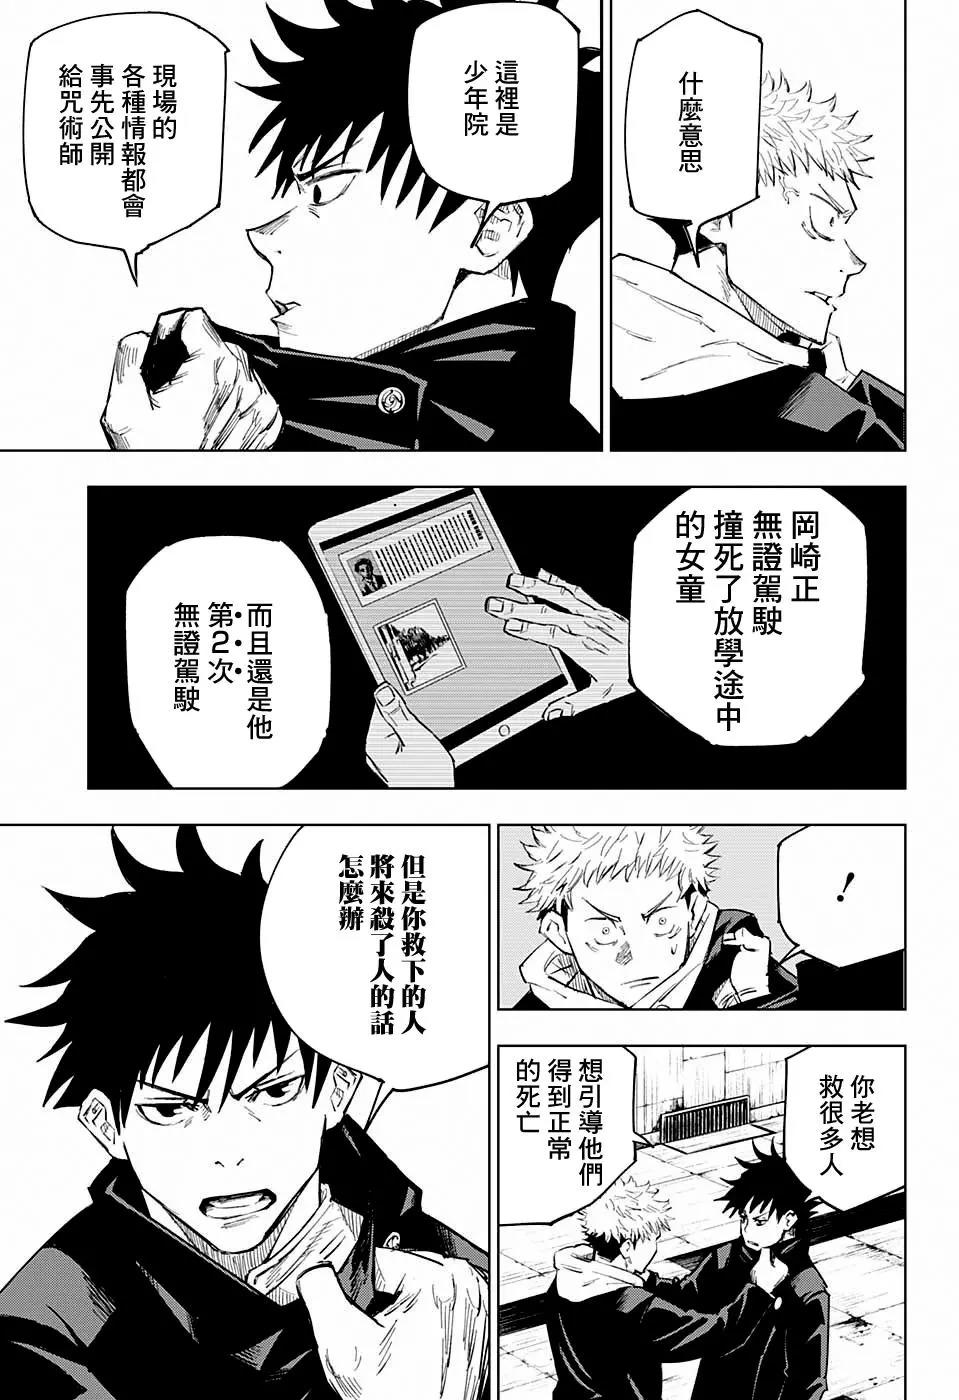 什麼意思
這裡是
少年院
現場的
各種情報都會
事先公開
給咒術師
岡崎正
無證駕駛
撞死了放學途中
的女童
而且還是他
第2次
無證駕駛
！
你老想
救很多人
想引導他們
得到正常
的死亡
但是你救下的人
將來殺了人的話
怎麼辦